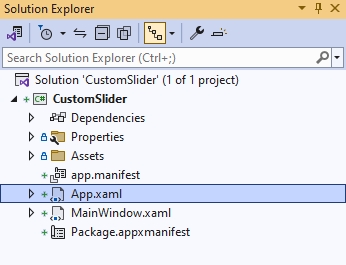 Solution Explorer
Search Solution Explorer (Ctrl+;)
Solution 'CustomSlider' (1 of 1 project)
C# CustomSlider
Dependencies
Properties
Assets
app.manifest
App.xaml
MainWindow.xaml
Package.appxmanifest